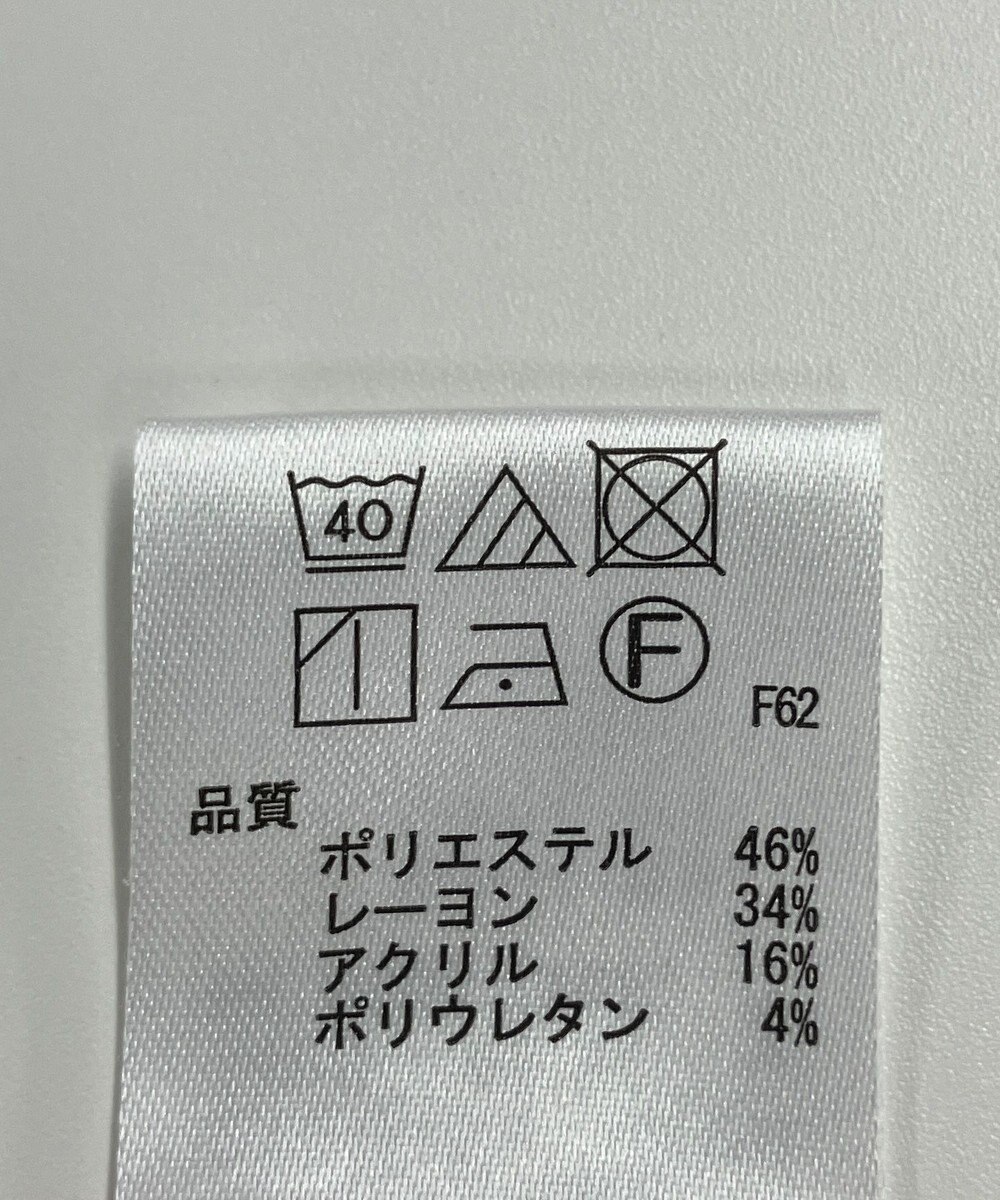 40
F
F62
品質
ポリエステル 46%
レーヨン 34%
アクリル 16%
ポリウレタン 4%